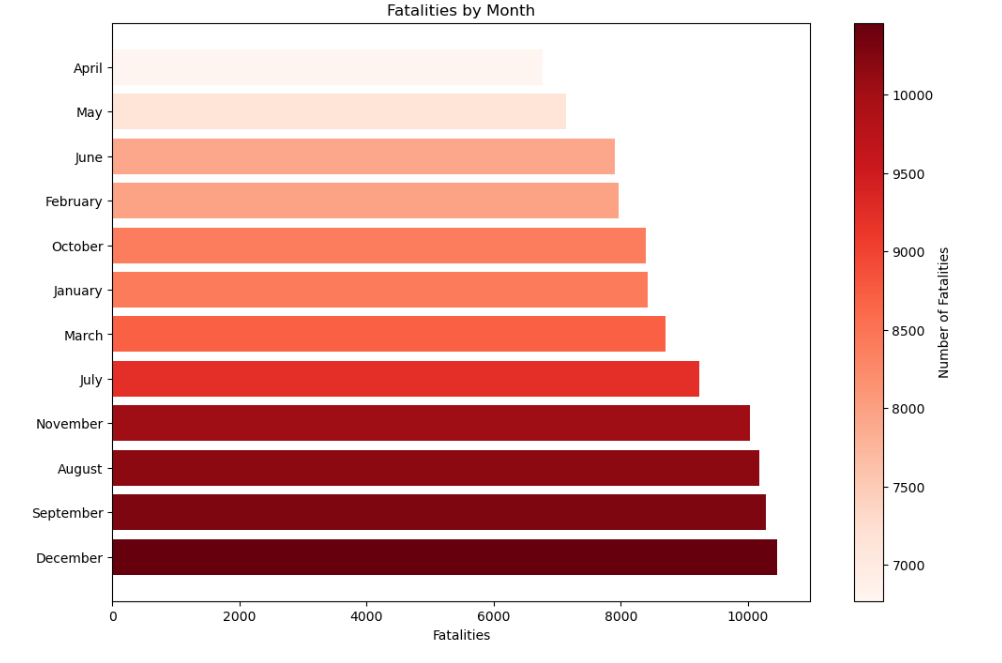 Fatalities by Month
April
May
June
February
October
January
March
July
November
August
September
December
0 2000 4000 6000 8000 10000
Fatalities
10000
9500
9000
8500
8000
7500
7000
Number of Fatalities